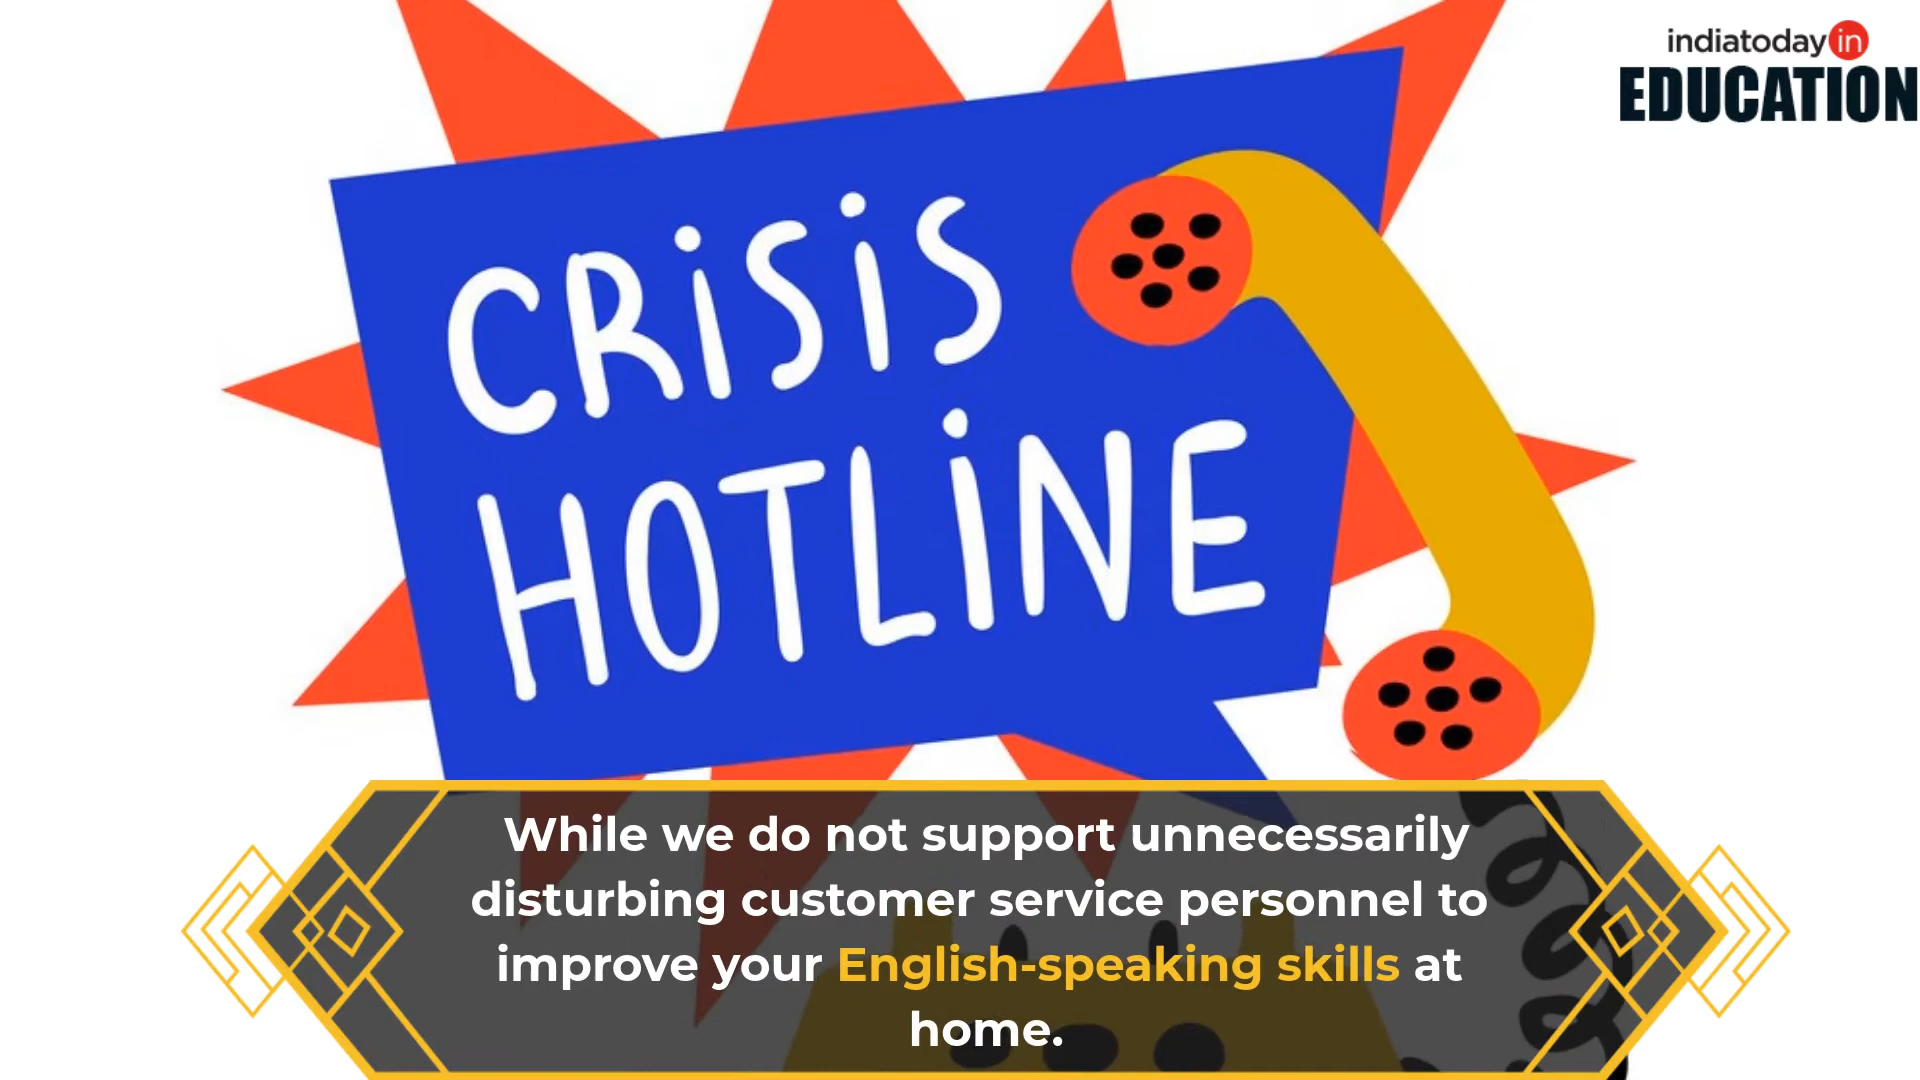 indiatoday in
EDUCATION
CRiSiS
HOTLiNE
While we do not support unnecessarily
disturbing customer service personnel to
improve your English-speaking skills at
home.